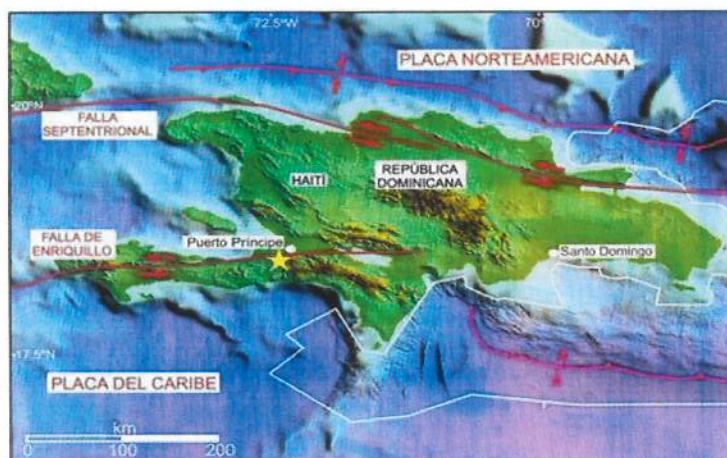 72.5°W
70°
PLACA NORTEAMERICANA
20°N
FALLA
SEPTENTRIONAL
HAITÍ
REPÚBLICA
DOMINICANA
FALLA DE
ENRIQUILLO
Puerto Príncipe
Santo Domingo
17.5°N
PLACA DEL CARIBE
km
0 100 200